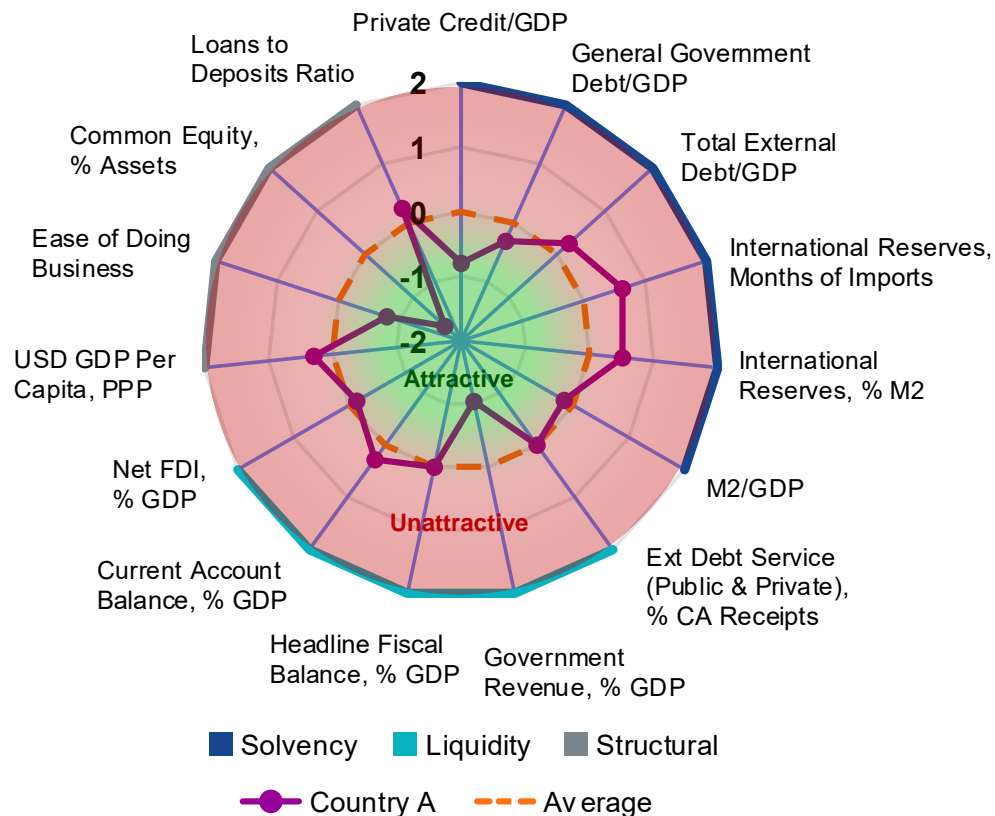 Private Credit/GDP
General Government
Debt/GDP
Total External
Debt/GDP
International Reserves,
Months of Imports
International
Reserves, % M2
M2/GDP
Ext Debt Service
(Public & Private),
% CA Receipts
Government
Revenue, % GDP
Headline Fiscal
Balance, % GDP
Current Account
Balance, % GDP
Net FDI,
% GDP
USD GDP Per
Capita, PPP
Ease of Doing
Business
Common Equity,
% Assets
Loans to
Deposits Ratio
2
1
0
-1
-2
Attractive
Unattractive
Solvency
Liquidity
Structural
Country A
Average